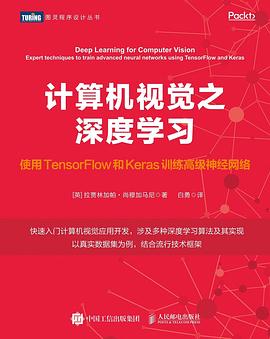 TURING 图灵程序设计丛书
Packt>
Deep Learning for Computer Vision
Expert techniques to train advanced neural networks using TensorFlow and Keras
计算机视觉之
深度学习
使用TensorFlow和Keras训练高级神经网络
[英] 拉贾林加帕·尚穆加马尼 著 白勇 译
快速入门计算机视觉应用开发,涉及多种深度学习算法及其实现
以真实数据集为例,结合流行技术框架
中国工信出版集团
人民邮电出版社